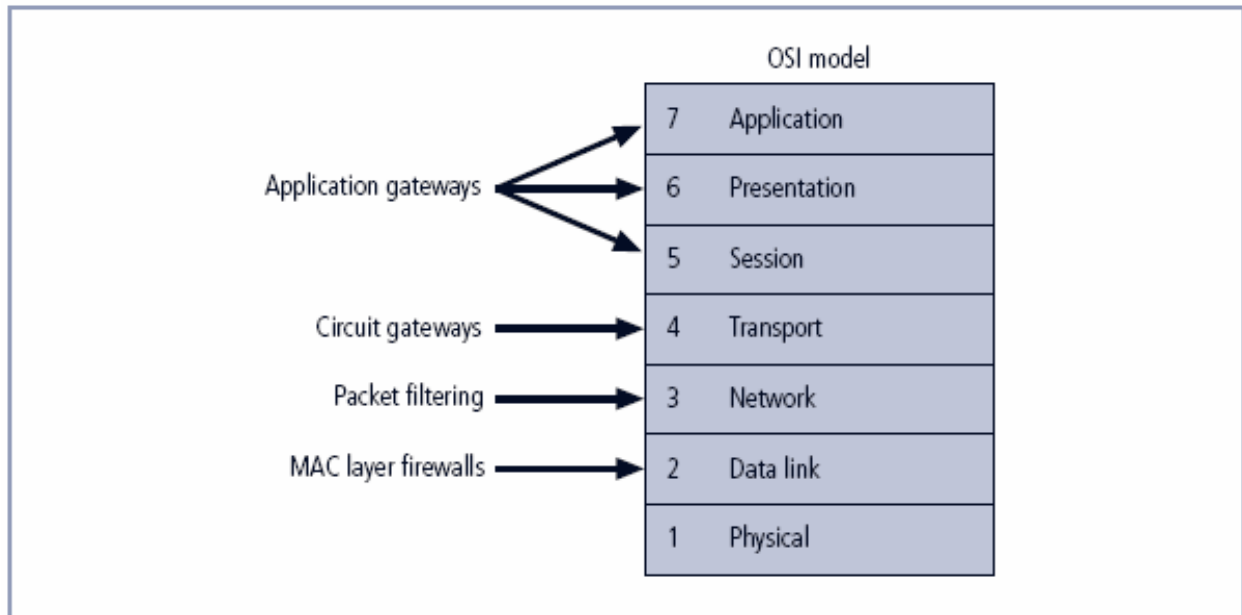 OSI model
7 Application
Application gateways
6 Presentation
5 Session
Circuit gateways
4 Transport
Packet filtering
3 Network
MAC layer firewalls
2 Data link
1 Physical